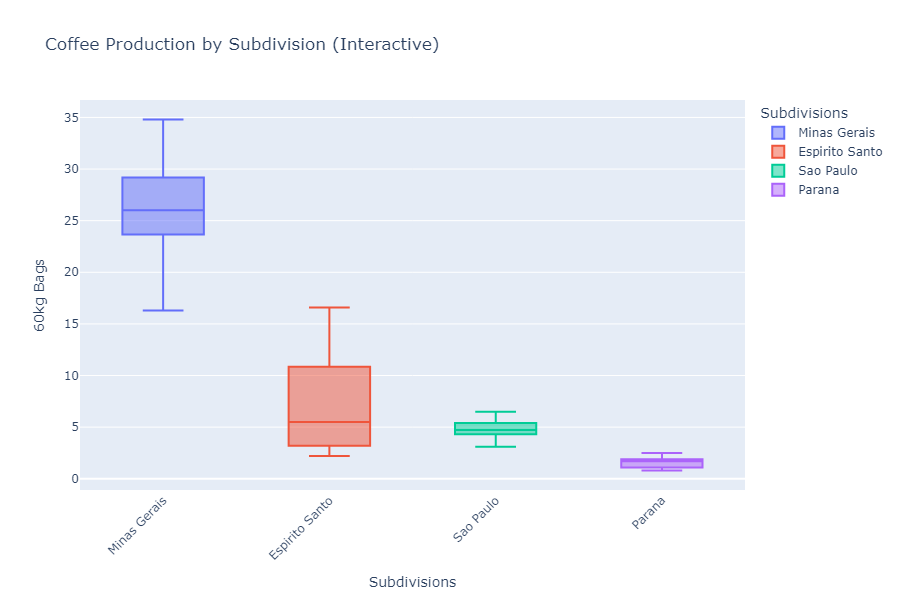 Coffee Production by Subdivision (Interactive)
Subdivisions
Minas Gerais
Espirito Santo
Sao Paulo
Parana
35
30
25
20
15
10
5
0
60kg Bags
Minas Gerais
Espirito Santo
Sao Paulo
Parana
Subdivisions